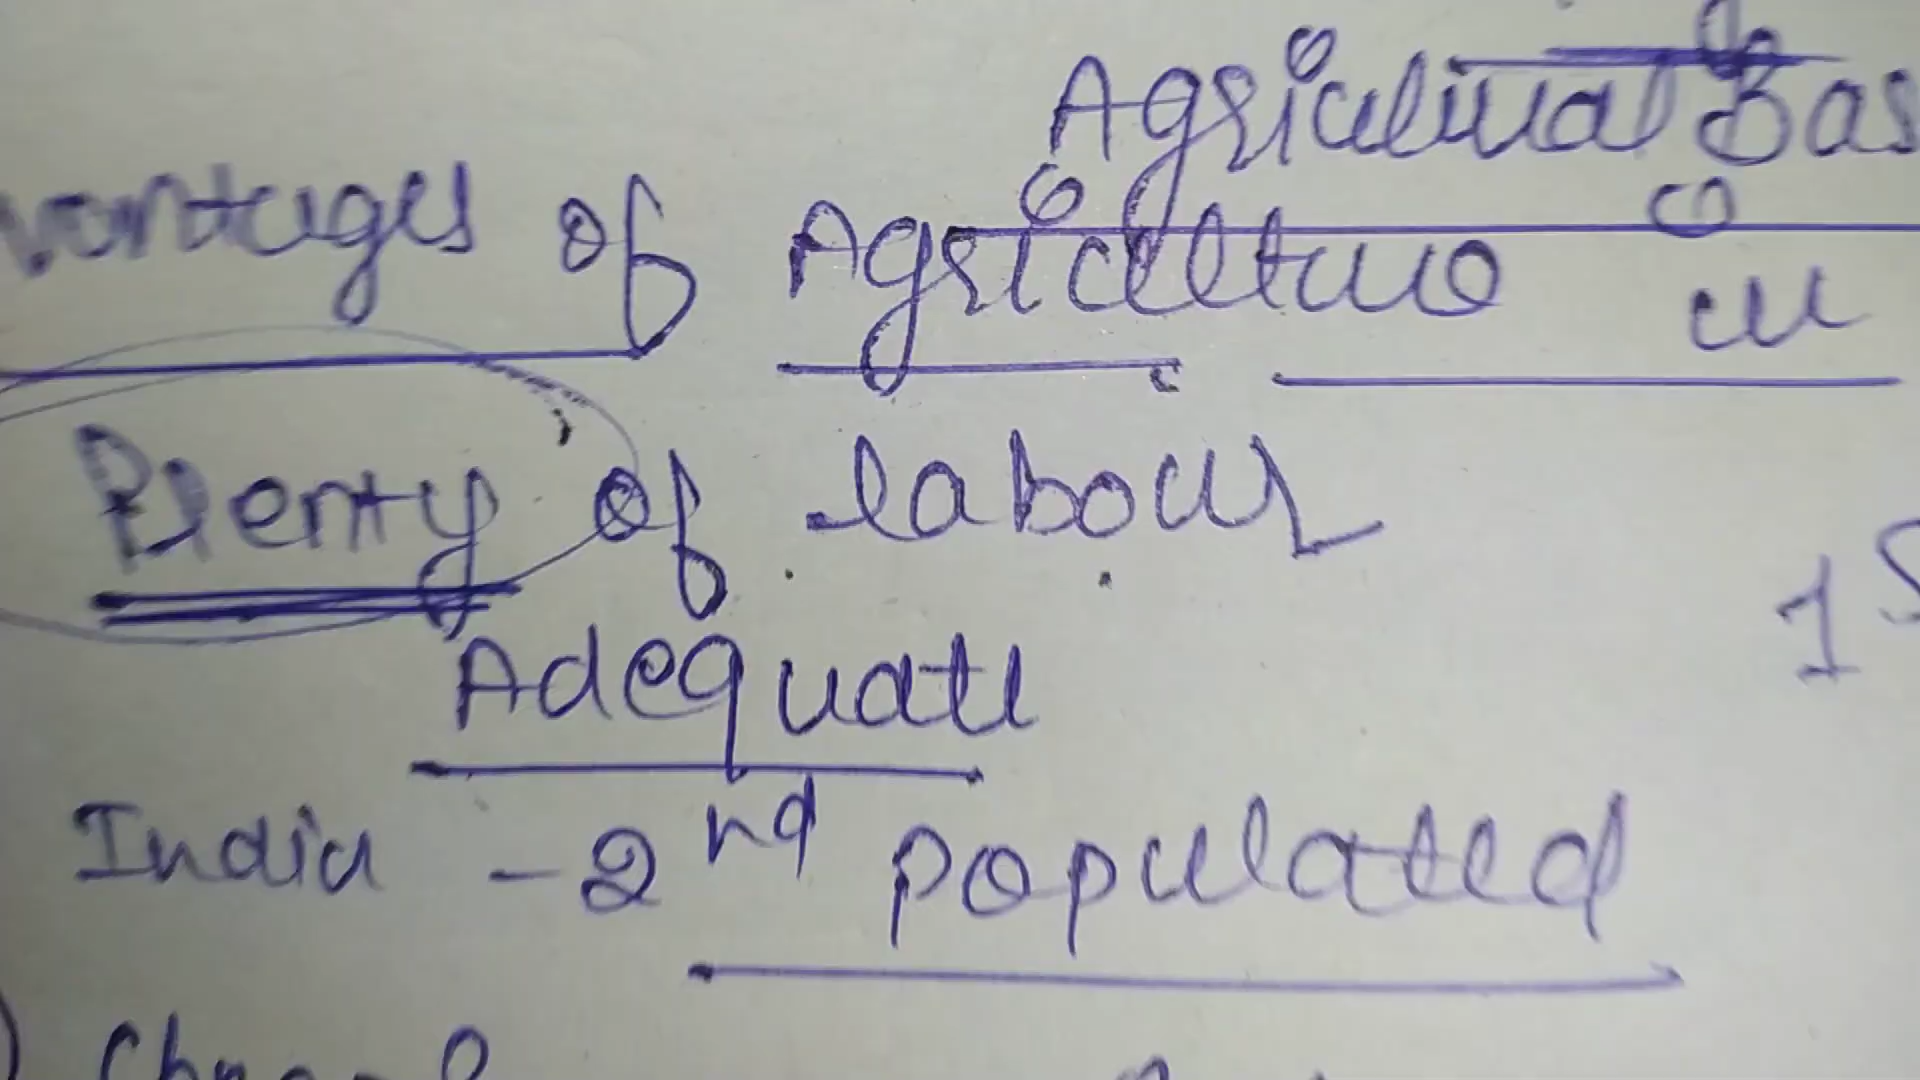 Agricultural Bas
vantages of Agriculture in
Plenty of labour
Adequate
India - 2nd Populated